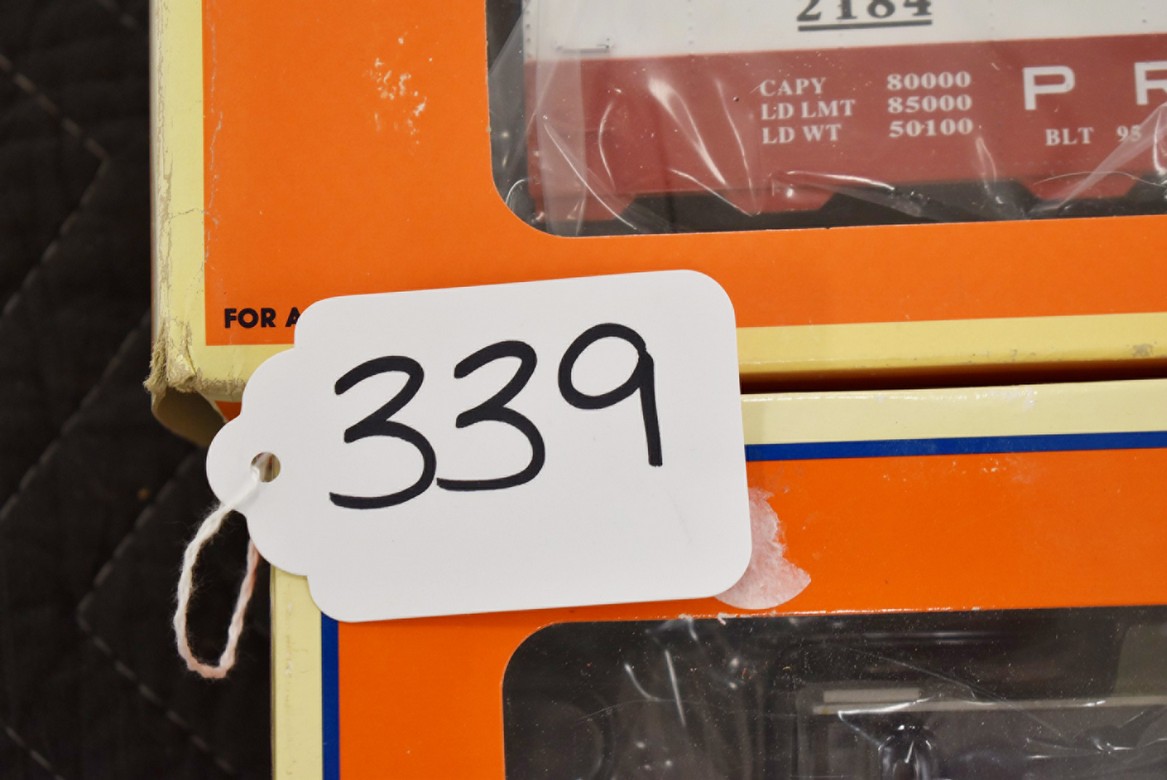 2184
CAPY 80000
LD LMT 85000
LD WT 50100
P R
BLT 95
FOR A
339